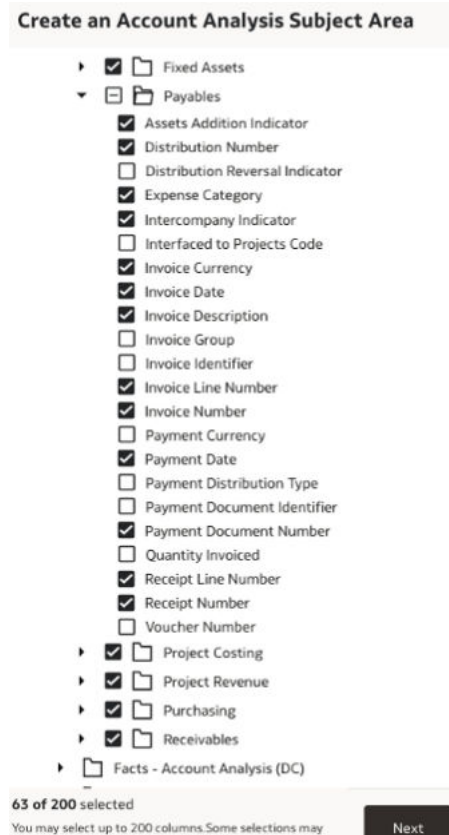 Create an Account Analysis Subject Area
Fixed Assets
Payables
Assets Addition Indicator
Distribution Number
Distribution Reversal Indicator
Expense Category
Intercompany Indicator
Interfaced to Projects Code
Invoice Currency
Invoice Date
Invoice Description
Invoice Group
Invoice Identifier
Invoice Line Number
Invoice Number
Payment Currency
Payment Date
Payment Distribution Type
Payment Document Identifier
Payment Document Number
Quantity Invoiced
Receipt Line Number
Receipt Number
Voucher Number
Project Costing
Project Revenue
Purchasing
Receivables
Facts - Account Analysis (DC)
63 of 200 selected
You may select up to 200 columns.Some selections may
Next